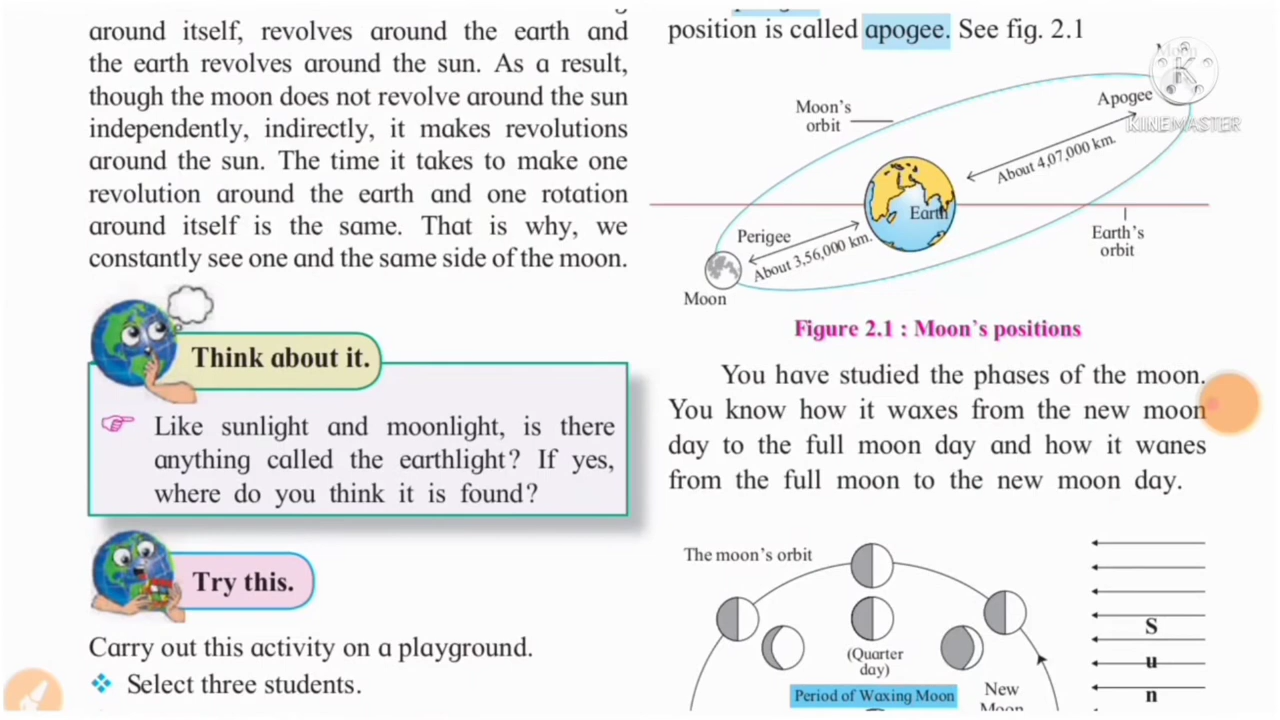 around itself, revolves around the earth and
the earth revolves around the sun. As a result,
though the moon does not revolve around the sun
independently, indirectly, it makes revolutions
around the sun. The time it takes to make one
revolution around the earth and one rotation
around itself is the same. That is why, we
constantly see one and the same side of the moon.
Think about it.
Like sunlight and moonlight, is there
anything called the earthlight? If yes,
where do you think it is found?
Try this.
Carry out this activity on a playground.
Select three students.
position is called apogee. See fig. 2.1
Moon
K
KINEMASTER
Moon's
orbit
Apogee
About 4,07,000 km.
Earth
Perigee
About 3,56,000 km.
Earth's
orbit
Moon
Figure 2.1 : Moon's positions
You have studied the phases of the moon.
You know how it waxes from the new moon
day to the full moon day and how it wanes
from the full moon to the new moon day.
The moon's orbit
(Quarter
day)
Period of Waxing Moon
New
Moon
S
u
n